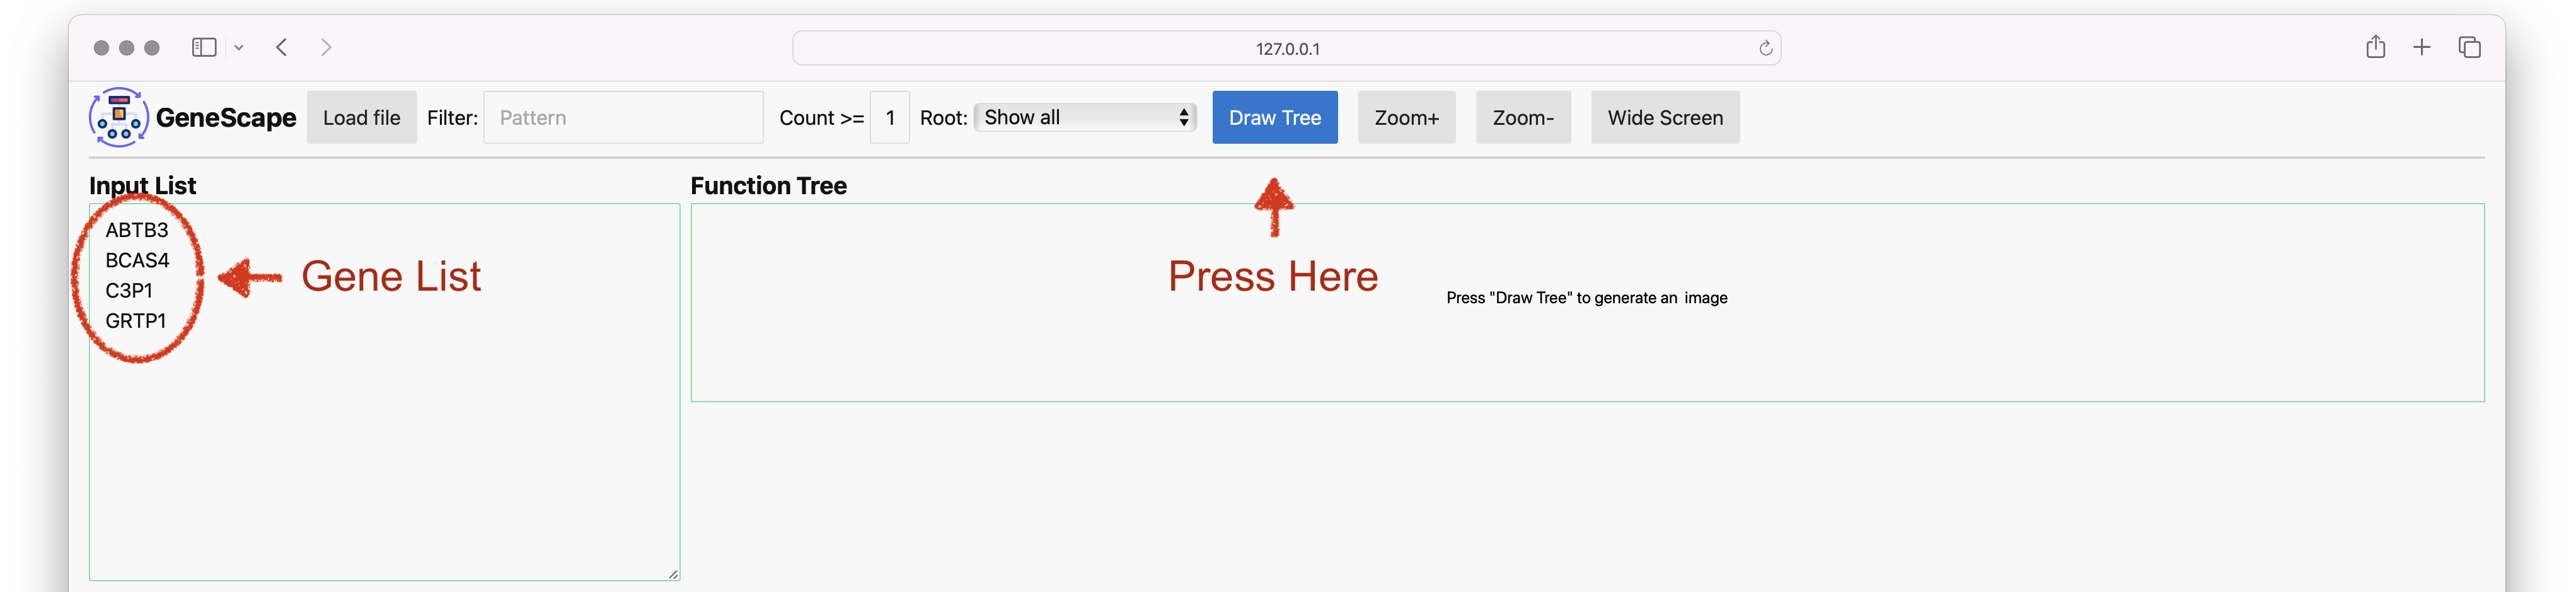 127.0.0.1
GeneScape Load file Filter: Pattern Count >= 1 Root: Show all Draw Tree Zoom+ Zoom- Wide Screen
Input List
ABTB3
BCAS4
C3P1
GRTP1
Gene List
Function Tree
Press Here
Press "Draw Tree" to generate an image